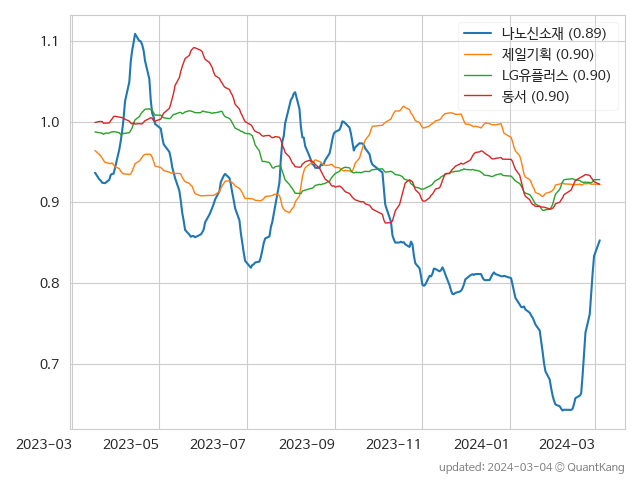 나노신소재 (0.89)
제일기획 (0.90)
LG유플러스 (0.90)
동서 (0.90)
1.1
1.0
0.9
0.8
0.7
2023-03 2023-05 2023-07 2023-09 2023-11 2024-01 2024-03
updated: 2024-03-04 © QuantKang